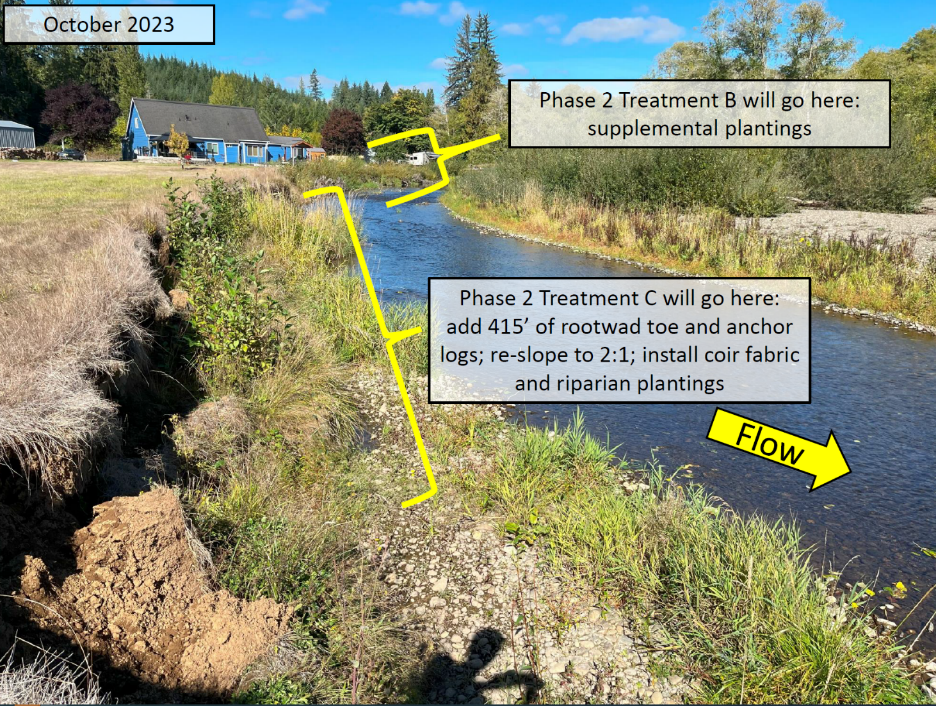 October 2023
Phase 2 Treatment B will go here:
supplemental plantings
Phase 2 Treatment C will go here:
add 415’ of rootwad toe and anchor
logs; re-slope to 2:1; install coir fabric
and riparian plantings
Flow